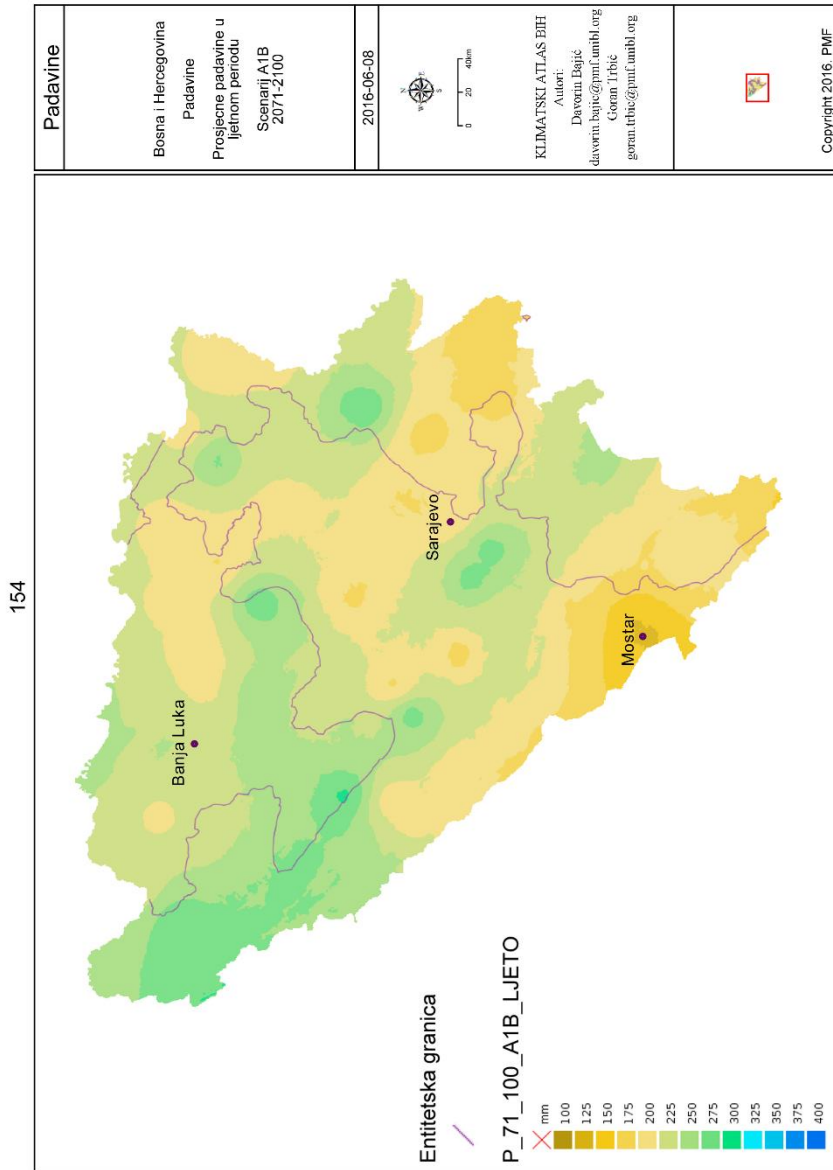 154
Banja Luka
Sarajevo
Mostar
Entitetska granica
P_71_100_A1B_LJETO
mm
100
125
150
175
200
225
250
275
300
325
350
375
400
Padavine
Bosna i Hercegovina
Padavine
Prosjecne padavine u
ljetnom periodu
Scenarij A1B
2071-2100
2016-06-08
N
W
E
S
0 20 40km
KLIMATSKI ATLAS BIH
Autori:
Davorin Bajić
davorin.bajic@pmf.unibl.org
Goran Trbić
goran.trbic@pmf.unibl.org
Copyright 2016. PMF